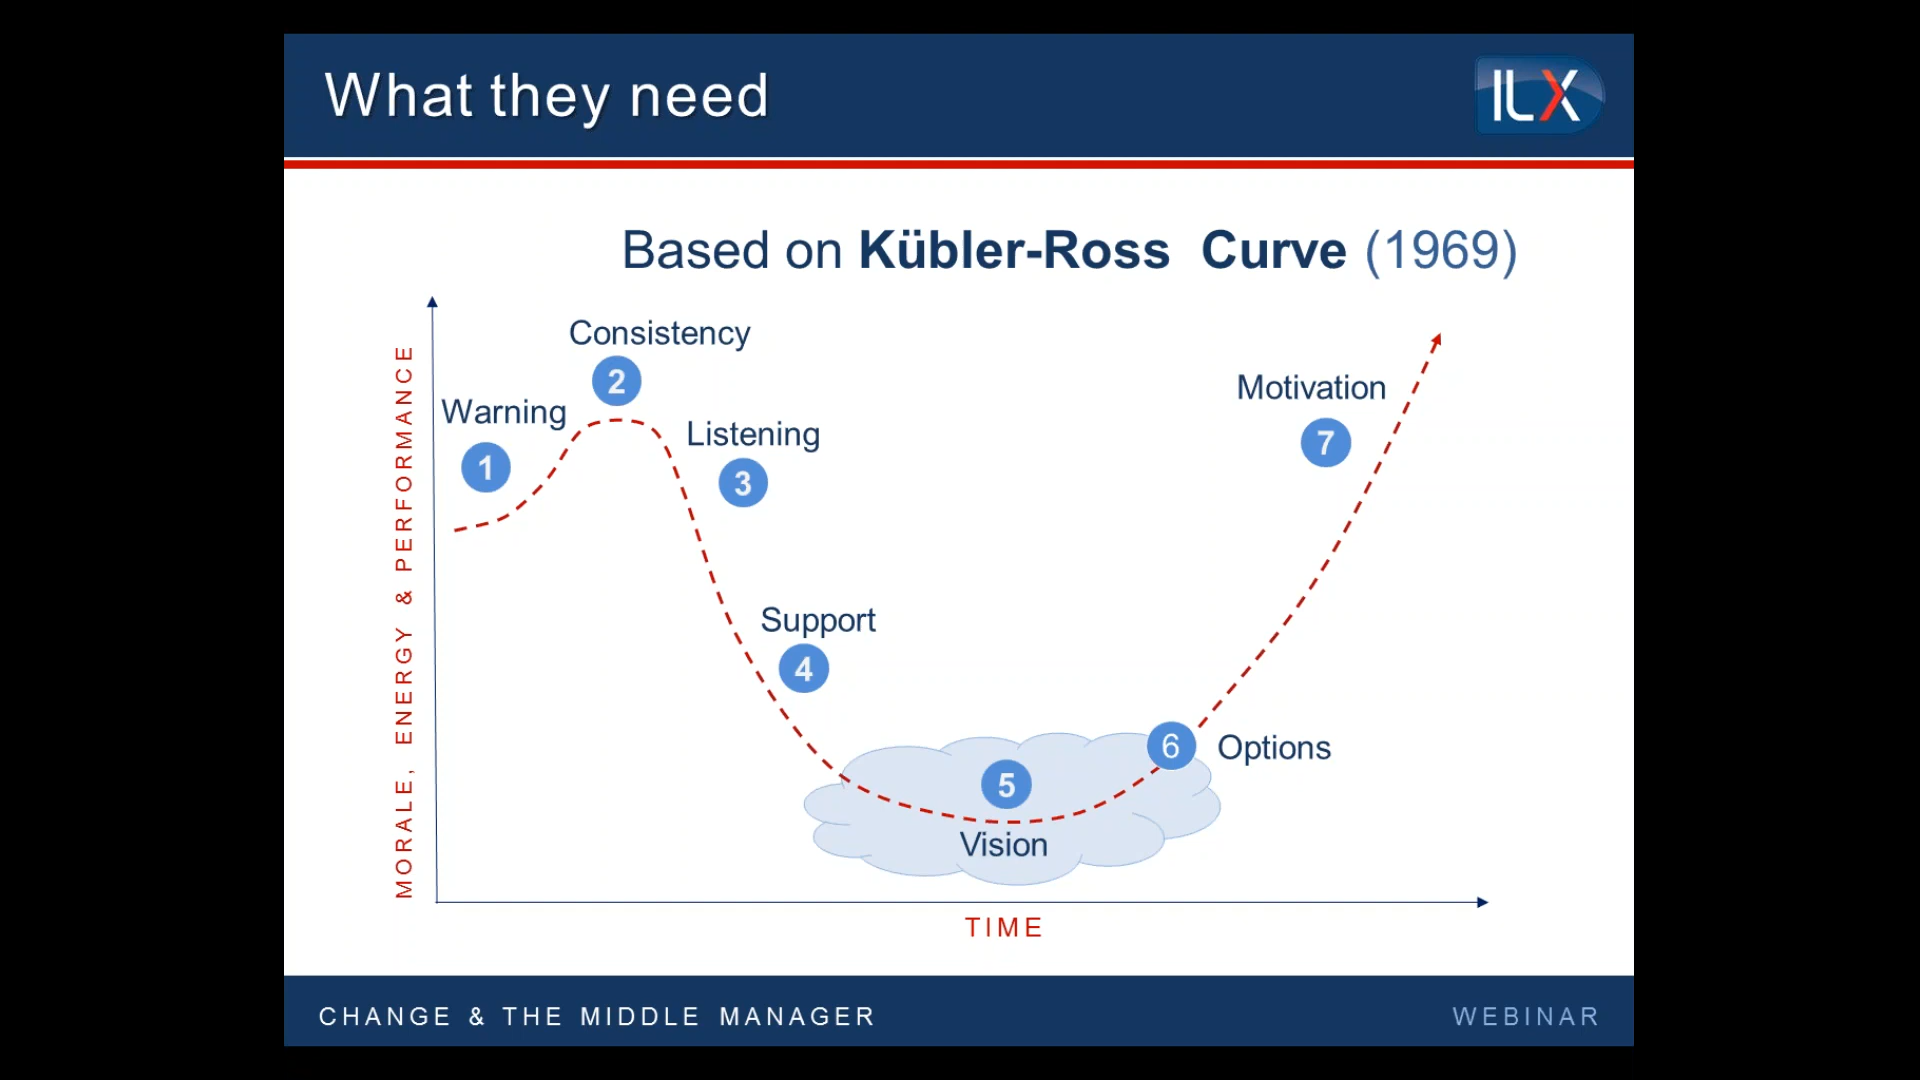 What they need
ILX
Based on Kübler-Ross Curve (1969)
Consistency
2
Warning
1
Listening
3
Motivation
7
Support
4
6 Options
5
Vision
MORALE, ENERGY & PERFORMANCE
TIME
CHANGE & THE MIDDLE MANAGER
WEBINAR